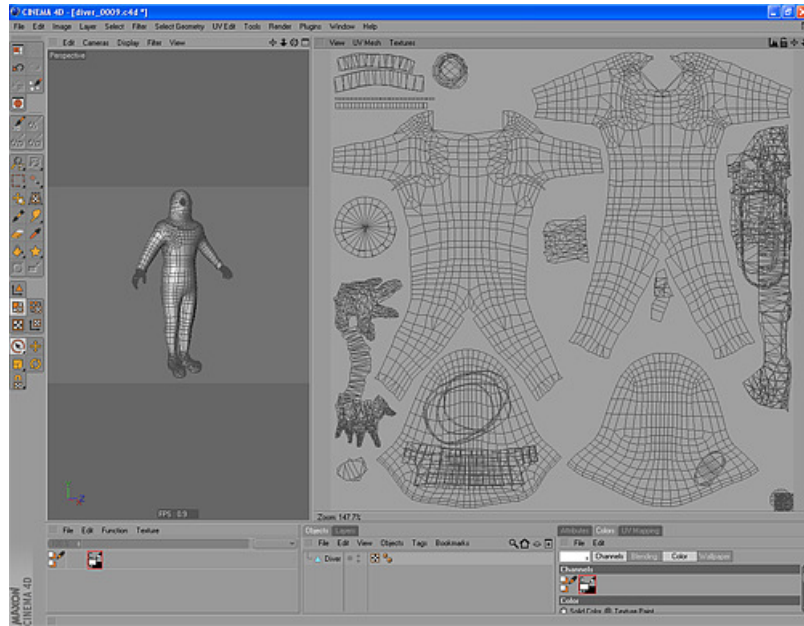 CINEMA 4D - [diver_0009.c4d *]
File Edit Image Layer Select Filter Select Geometry UV Edit Tools Render Plugins Window Help
Edit Cameras Display Filter View
View UV Mesh Textures
Perspective
FPS : 0.9
Zoom: 147.7%
File Edit Function Texture
Objects Layers
File Edit View Objects Tags Bookmarks
Diver
Attributes Colors UV Mapping
File Edit
Channels Blending Color Wallpaper
Channels
Color
Solid Color Texture Paint
MAXON
CINEMA 4D